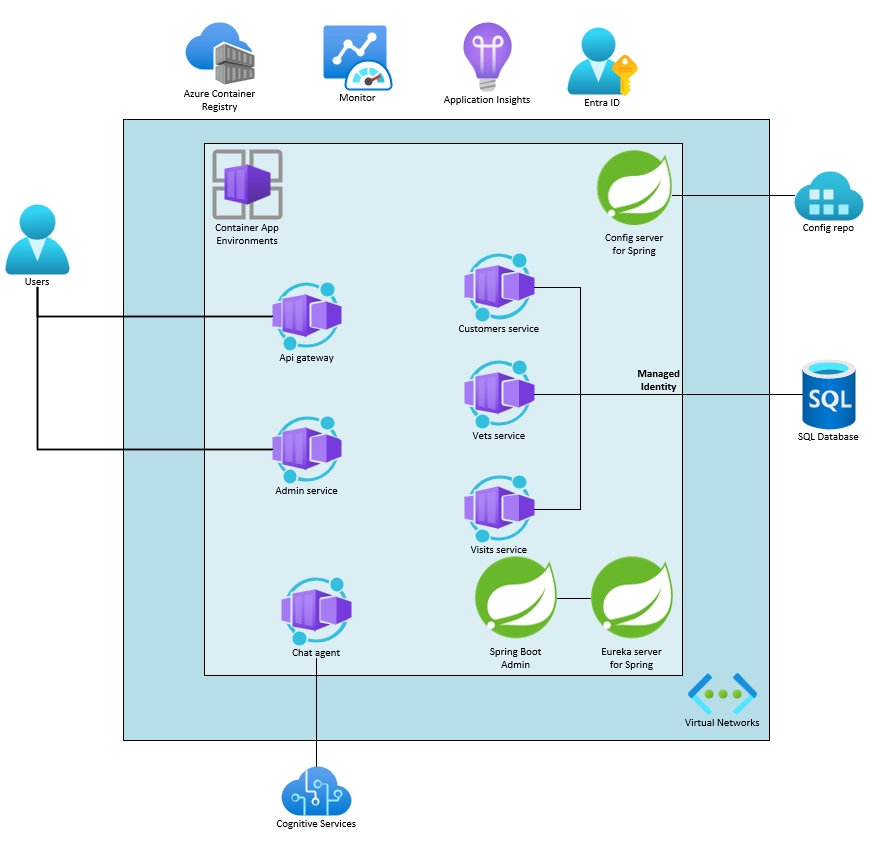 Azure Container
Registry
Monitor
Application Insights
Entra ID
Container App
Environments
Config server
for Spring
Config repo
Users
Customers service
Api gateway
Managed
Identity
SQL
SQL Database
Vets service
Admin service
Visits service
Chat agent
Spring Boot
Admin
Eureka server
for Spring
Virtual Networks
Cognitive Services